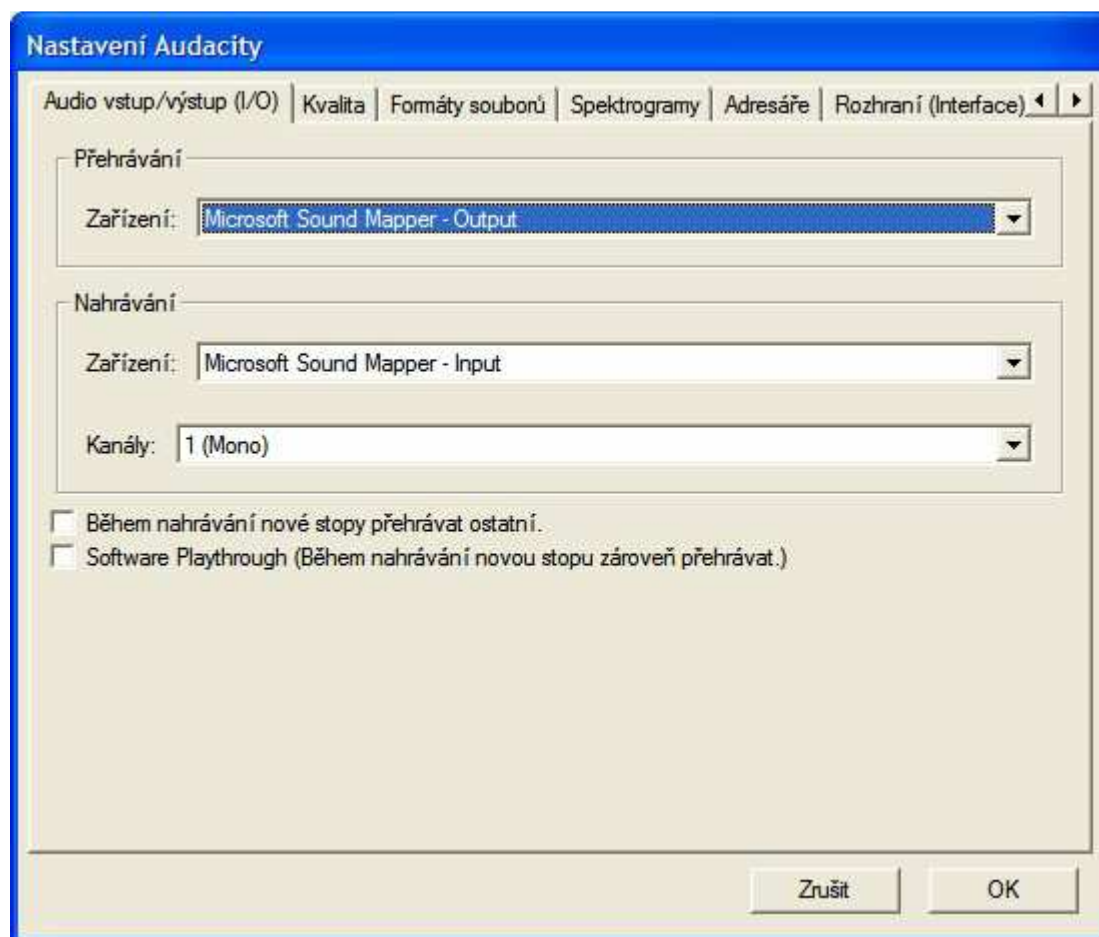 Nastavení Audacity
Audio vstup/výstup (I/O) Kvalita Formáty souborů Spektrogramy Adresáře Rozhraní (Interface)
Přehrávání
Zařízení: Microsoft Sound Mapper - Output
Nahrávání
Zařízení: Microsoft Sound Mapper - Input
Kanály: 1 (Mono)
Během nahrávání nové stopy přehrávat ostatní.
Software Playthrough (Během nahrávání novou stopu zároveň přehrávat.)
Zrušit OK